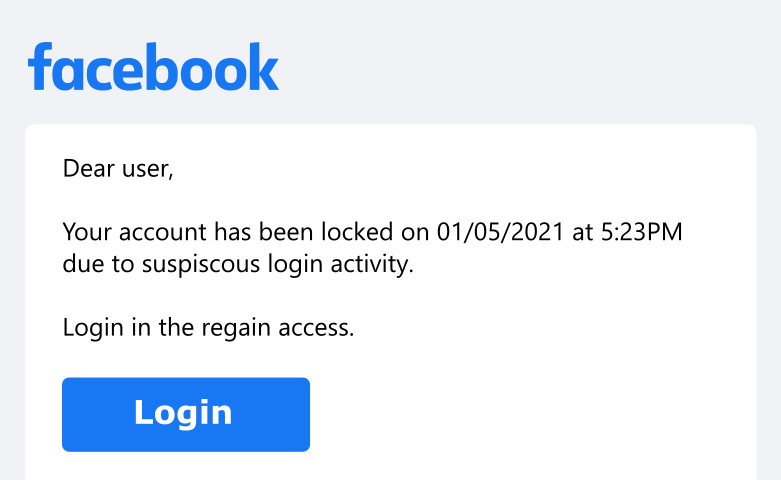 facebook
Dear user,
Your account has been locked on 01/05/2021 at 5:23PM
due to suspiscous login activity.
Login in the regain access.
Login